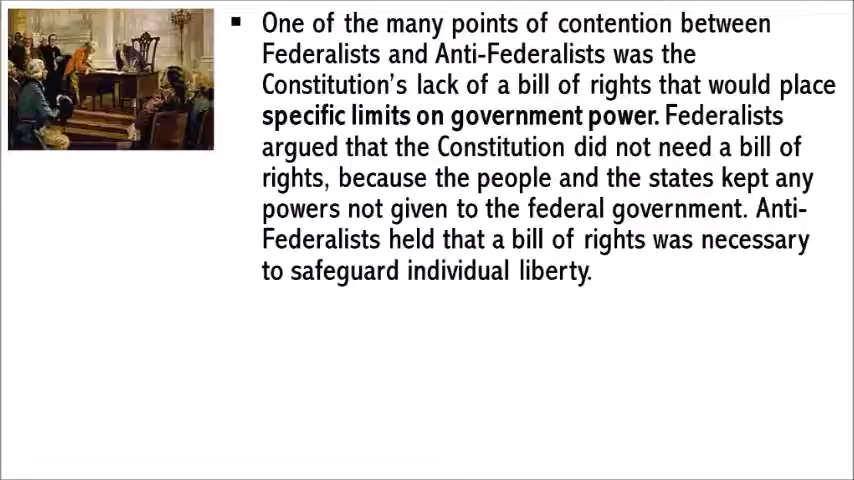 ▪ One of the many points of contention between
Federalists and Anti-Federalists was the
Constitution's lack of a bill of rights that would place
specific limits on government power. Federalists
argued that the Constitution did not need a bill of
rights, because the people and the states kept any
powers not given to the federal government. Anti-
Federalists held that a bill of rights was necessary
to safeguard individual liberty.